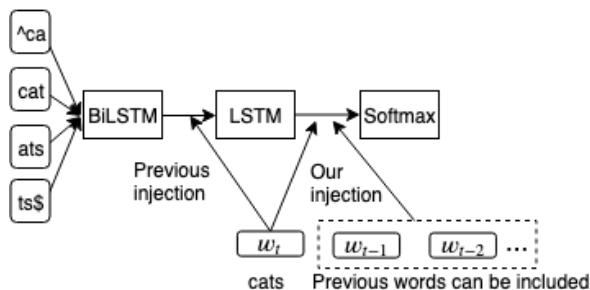 ^ca
cat
ats
ts$
BiLSTM
LSTM
Softmax
Previous
injection
Our
injection
w_t
w_{t-1}
w_{t-2}
...
cats
Previous words can be included